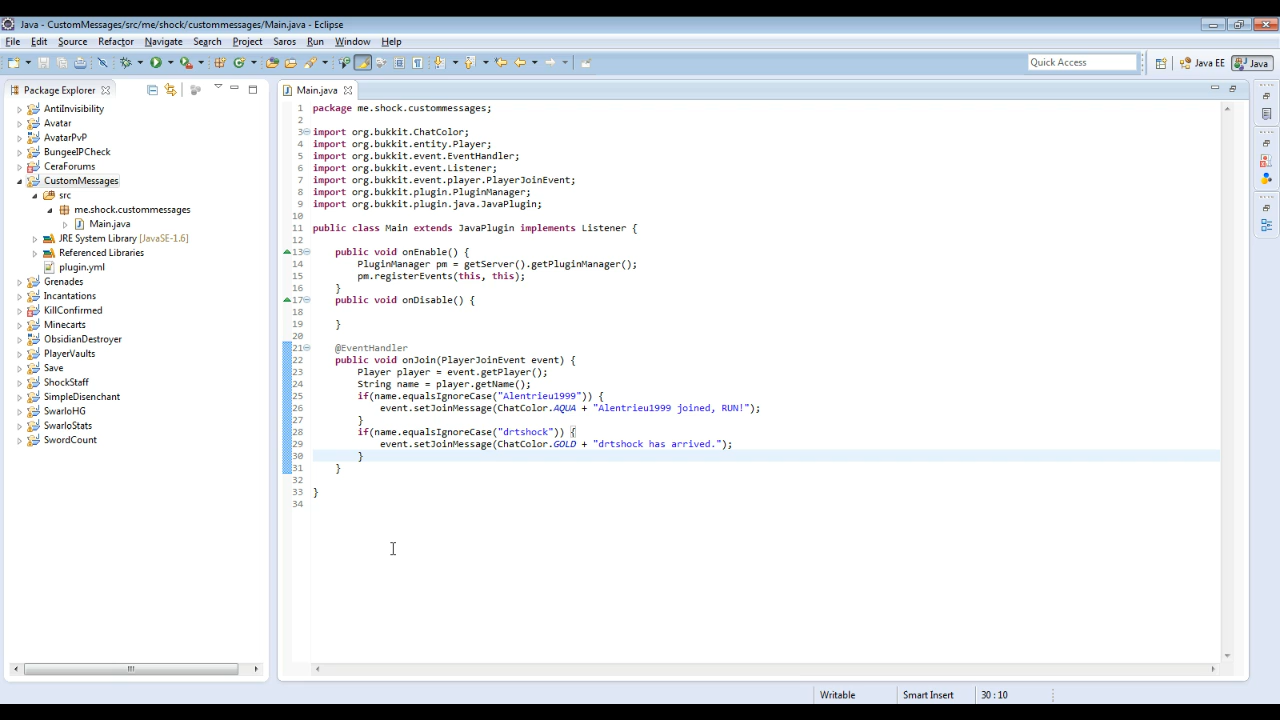 Java - CustomMessages/src/me/shock/custommessages/Main.java - Eclipse
File Edit Source Refactor Navigate Search Project Saros Run Window Help
Quick Access Java EE Java
Package Explorer
AntiInvisibility
Avatar
AvatarPvP
BungeeIPCheck
CeraForums
CustomMessages
src
me.shock.custommessages
Main.java
JRE System Library [JavaSE-1.6]
Referenced Libraries
plugin.yml
Grenades
Incantations
KillConfirmed
Minecarts
ObsidianDestroyer
PlayerVaults
Save
ShockStaff
SimpleDisenchant
SwarloHG
SwarloStats
SwordCount
Main.java
1 package me.shock.custommessages;
2
3 import org.bukkit.ChatColor;
4 import org.bukkit.entity.Player;
5 import org.bukkit.event.EventHandler;
6 import org.bukkit.event.Listener;
7 import org.bukkit.event.player.PlayerJoinEvent;
8 import org.bukkit.plugin.PluginManager;
9 import org.bukkit.plugin.java.JavaPlugin;
10
11 public class Main extends JavaPlugin implements Listener {
12
13 public void onEnable() {
14 PluginManager pm = getServer().getPluginManager();
15 pm.registerEvents(this, this);
16 }
17 public void onDisable() {
18
19 }
20
21 @EventHandler
22 public void onJoin(PlayerJoinEvent event) {
23 Player player = event.getPlayer();
24 String name = player.getName();
25 if(name.equalsIgnoreCase("Alentrieu1999")) {
26 event.setJoinMessage(ChatColor.AQUA + "Alentrieu1999 joined, RUN!");
27 }
28 if(name.equalsIgnoreCase("drtshock")) {
29 event.setJoinMessage(ChatColor.GOLD + "drtshock has arrived.");
30 }
31 }
32
33 }
34
Writable Smart Insert 30 : 10